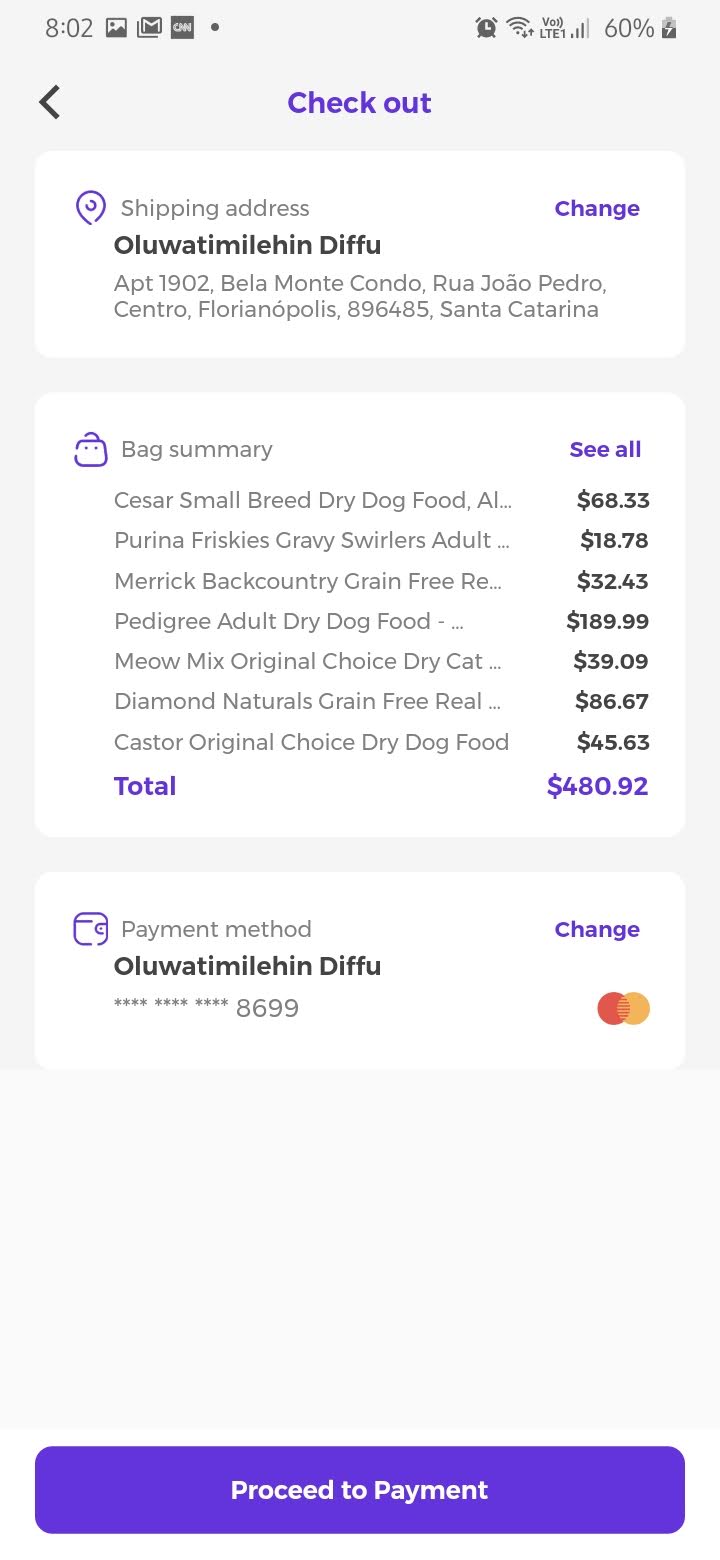 8:02 CNN Vo)) LTE1 60%
Check out
Shipping address Change
Oluwatimilehin Diffu
Apt 1902, Bela Monte Condo, Rua João Pedro,
Centro, Florianópolis, 896485, Santa Catarina
Bag summary See all
Cesar Small Breed Dry Dog Food, Al... $68.33
Purina Friskies Gravy Swirlers Adult ... $18.78
Merrick Backcountry Grain Free Re... $32.43
Pedigree Adult Dry Dog Food - ... $189.99
Meow Mix Original Choice Dry Cat ... $39.09
Diamond Naturals Grain Free Real ... $86.67
Castor Original Choice Dry Dog Food $45.63
Total $480.92
Payment method Change
Oluwatimilehin Diffu
**** **** **** 8699
Proceed to Payment